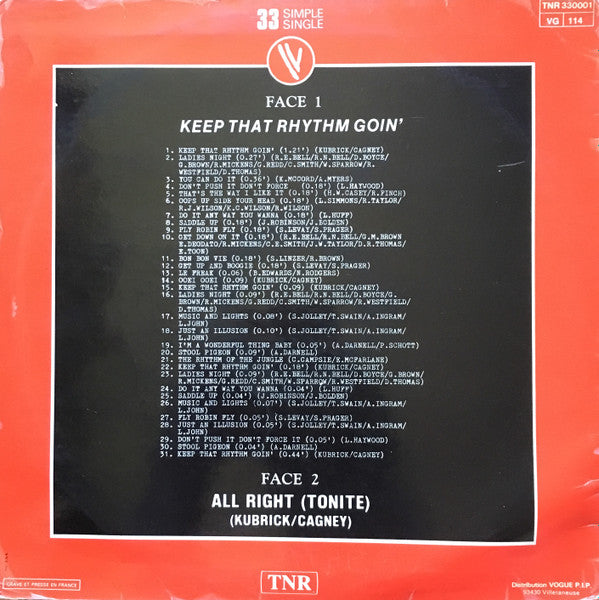 33 SIMPLE SINGLE
TNR 330001
VG 114
FACE 1
KEEP THAT RHYTHM GOIN'
1. KEEP THAT RHYTHM GOIN' (1.21') (KUBRICK/CAGNEY)
2. LADIES NIGHT (0.27') (R.E.BELL/R.N.BELL/D.BOYCE/
G.BROWN/R.MICKENS/G.REDD/C.SMITH/W.SPARROW/R.
WESTFIELD/D.THOMAS)
3. YOU CAN DO IT (0.36') (K.MCCORD/A.MYERS)
4. DON'T PUSH IT DON'T FORCE (0.18') (L.HAYWOOD)
5. THAT'S THE WAY I LIKE IT (0.18') (H.W.CASEY/R.FINCH)
6. OOPS UP SIDE YOUR HEAD (0.18') (L.SIMMONS/R.TAYLOR/
R.J.WILSON/K.C.WILSON/R.WILSON)
7. DO IT ANY WAY YOU WANNA (0.18') (L.HUFF)
8. SADDLE UP (0.18') (J.ROBINSON/J.BOLDEN)
9. FLY ROBIN FLY (0.18') (S.LEVAY/S.PRAGER)
10. GET DOWN ON IT (0.18') (R.E.BELL/R.N.BELL/G.M.BROWN
E.DEODATO/R.MICKENS/C.E.SMITH/J.W.TAYLOR/D.R.THOMAS/
E.TOON)
11. BON BON VIE (0.18') (S.LINZER/R.BROWN)
12. GET UP AND BOOGIE (0.18') (S.LEVAY/S.PRAGER)
13. LE FREAK (0.06) (B.EDWARDS/N.RODGERS)
14. OOEI OOEI (0.09) (KUBRICK/CAGNEY)
15. KEEP THAT RHYTHM GOIN' (0.09) (KUBRICK/CAGNEY)
16. LADIES NIGHT (0.09') (R.E.BELL/R.N.BELL/D.BOYCE/G.
BROWN/R.MICKENS/G.REDD/C.SMITH/W.SPARROW/R.WESTFIELD/
D.THOMAS)
17. MUSIC AND LIGHTS (0.08') (S.JOLLEY/T.SWAIN/A.INGRAM/
L.JOHN)
18. JUST AN ILLUSION (0.10') (S.JOLLEY/T.SWAIN/A.INGRAM/
L.JOHN)
19. I'M A WONDERFUL THING BABY (0.05') (A.DARNELL/P.SCHOTT)
20. STOOL PIGEON (0.09') (A.DARNELL)
21. THE RHYTHM OF THE JUNGLE (C.CAMPSIE/E.MCFARLANE)
22. KEEP THAT RHYTHM GOIN' (0.18') (KUBRICK/CAGNEY)
23. LADIES NIGHT (0.09') (R.E.BELL/R.N.BELL/D.BOYCE/G.BROWN/
R.MICKENS/G.REDD/C.SMITH/W.SPARROW/R.WESTFIELD/D.THOMAS)
24. DO IT ANY WAY YOU WANNA (0.04') (L.HUFF)
25. SADDLE UP (0.04') (J.ROBINSON/J.BOLDEN)
26. MUSIC AND LIGHTS (0.07') (S.JOLLEY/T.SWAIN/A.INGRAM/
L.JOHN)
27. FLY ROBIN FLY (0.05') (S.LEVAY/S.PRAGER)
28. JUST AN ILLUSION (0.05') (S.JOLLEY/T.SWAIN/A.INGRAM/
L.JOHN)
29. DON'T PUSH IT DON'T FORCE IT (0.05') (L.HAYWOOD)
30. STOOL PIGEON (0.04') (A.DARNELL)
31. KEEP THAT RHYTHM GOIN' (0.44') (KUBRICK/CAGNEY)
FACE 2
ALL RIGHT (TONITE)
(KUBRICK/CAGNEY)
GRAVE ET PRESSE EN FRANCE
TNR
Distribution VOGUE P.I.P.
93430 Villetaneuse